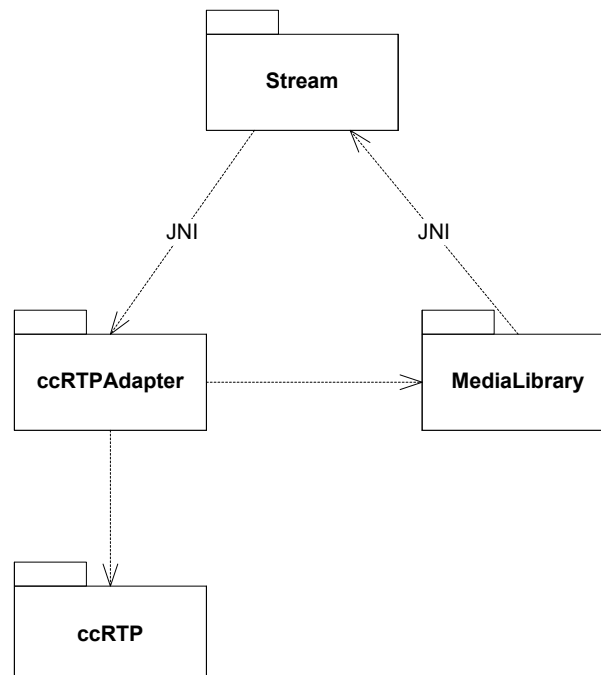 Stream
JNI
JNI
ccRTPAdapter
MediaLibrary
ccRTP